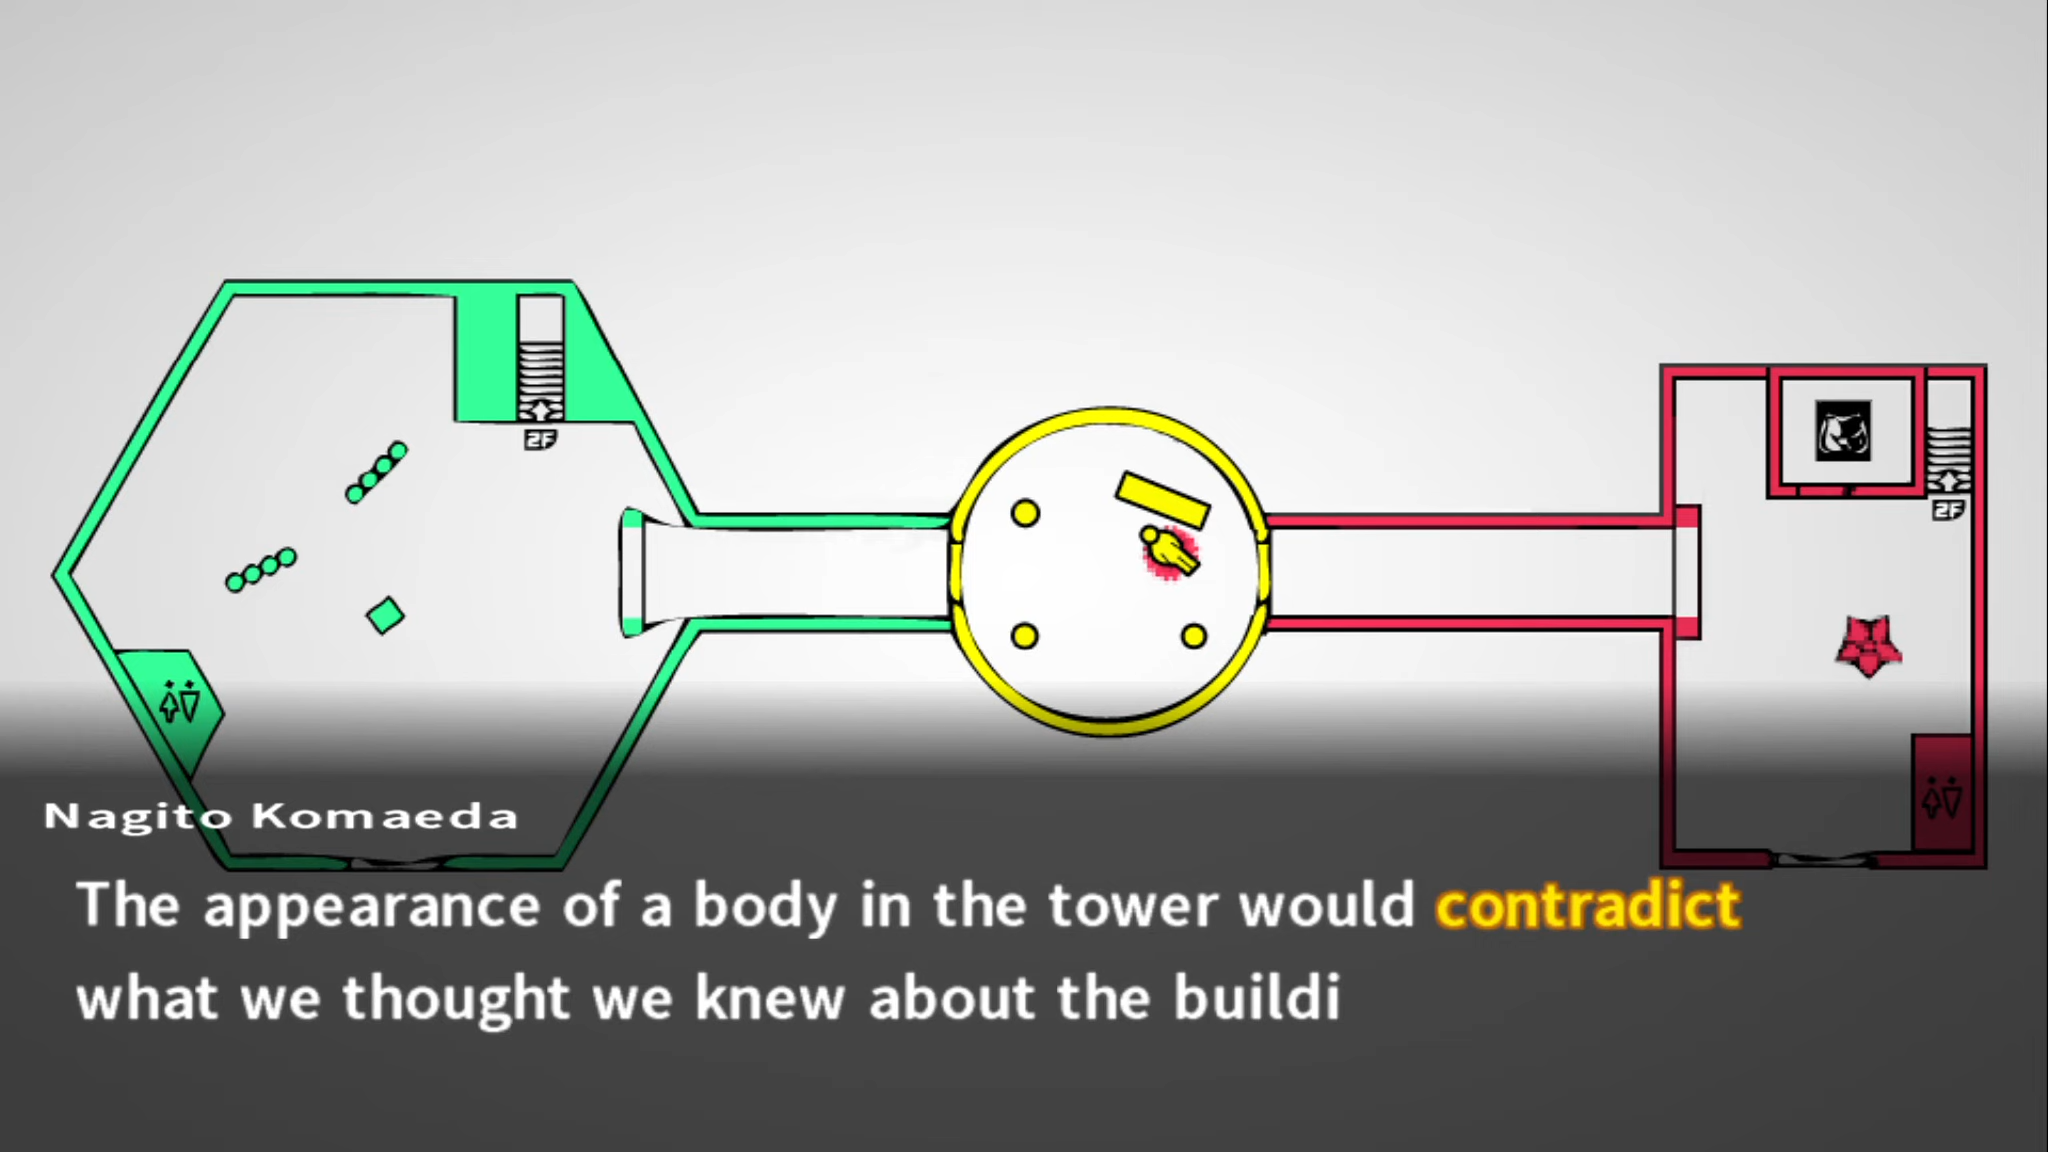 2F
2F
Nagito Komaeda
The appearance of a body in the tower would contradict
what we thought we knew about the buildi